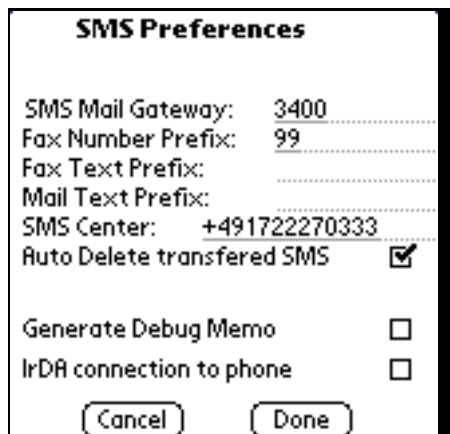 SMS Preferences
SMS Mail Gateway: 3400
Fax Number Prefix: 99
Fax Text Prefix:
Mail Text Prefix:
SMS Center: +491722270333
Auto Delete transfered SMS
Generate Debug Memo
IrDA connection to phone
Cancel Done